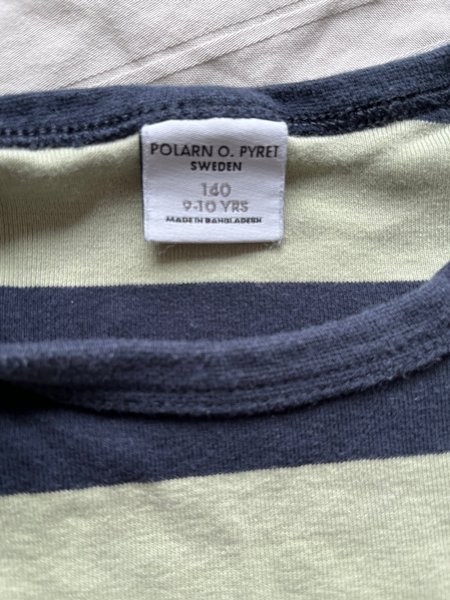 POLARN O. PYRET
SWEDEN
140
9-10 YRS
MADE IN BANGLADESH